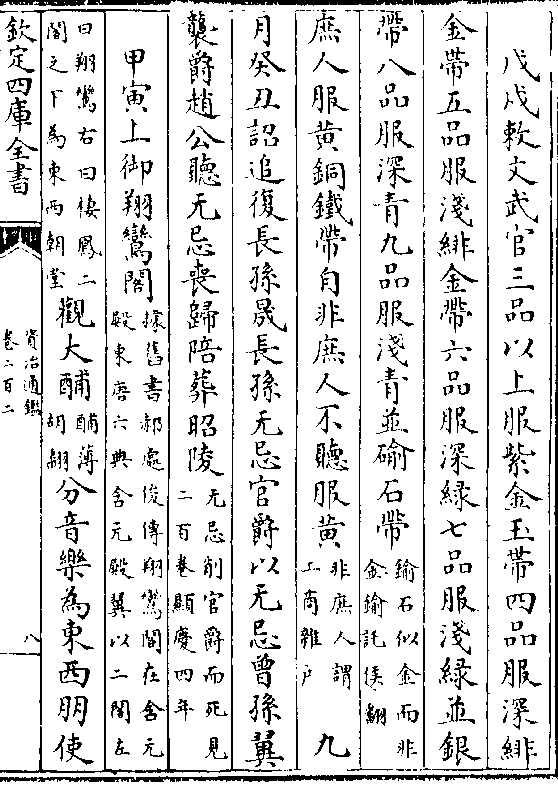 戊戌敕文武官三品以上服紫金玉帶四品服深緋
金帶五品服淺緋金帶六品服深緑七品服淺緑並銀
帶八品服深青九品服淺青並鍮石帶鍮石似金而非金鍮託侯翻
庶人服黄銅鐵帶自非庶人不聽服黄非庶人謂工商雜户九
月癸丑詔追復長孫晟長孫无忌官爵以无忌曾孫翼
襲爵趙公聽无忌喪歸陪葬昭陵无忌削官爵而死見二百卷顯慶四年
甲寅上御翔鸞閣據舊書郝處俊傳翔鸞閣在含元殿東唐六典含元殿翼以二閣左
曰翔鸞右曰棲鳳二閣之下為東西朝堂觀大酺酺薄胡翻分音樂為東西朋使
欽定四庫全書
資治通鑑
卷二百二
八